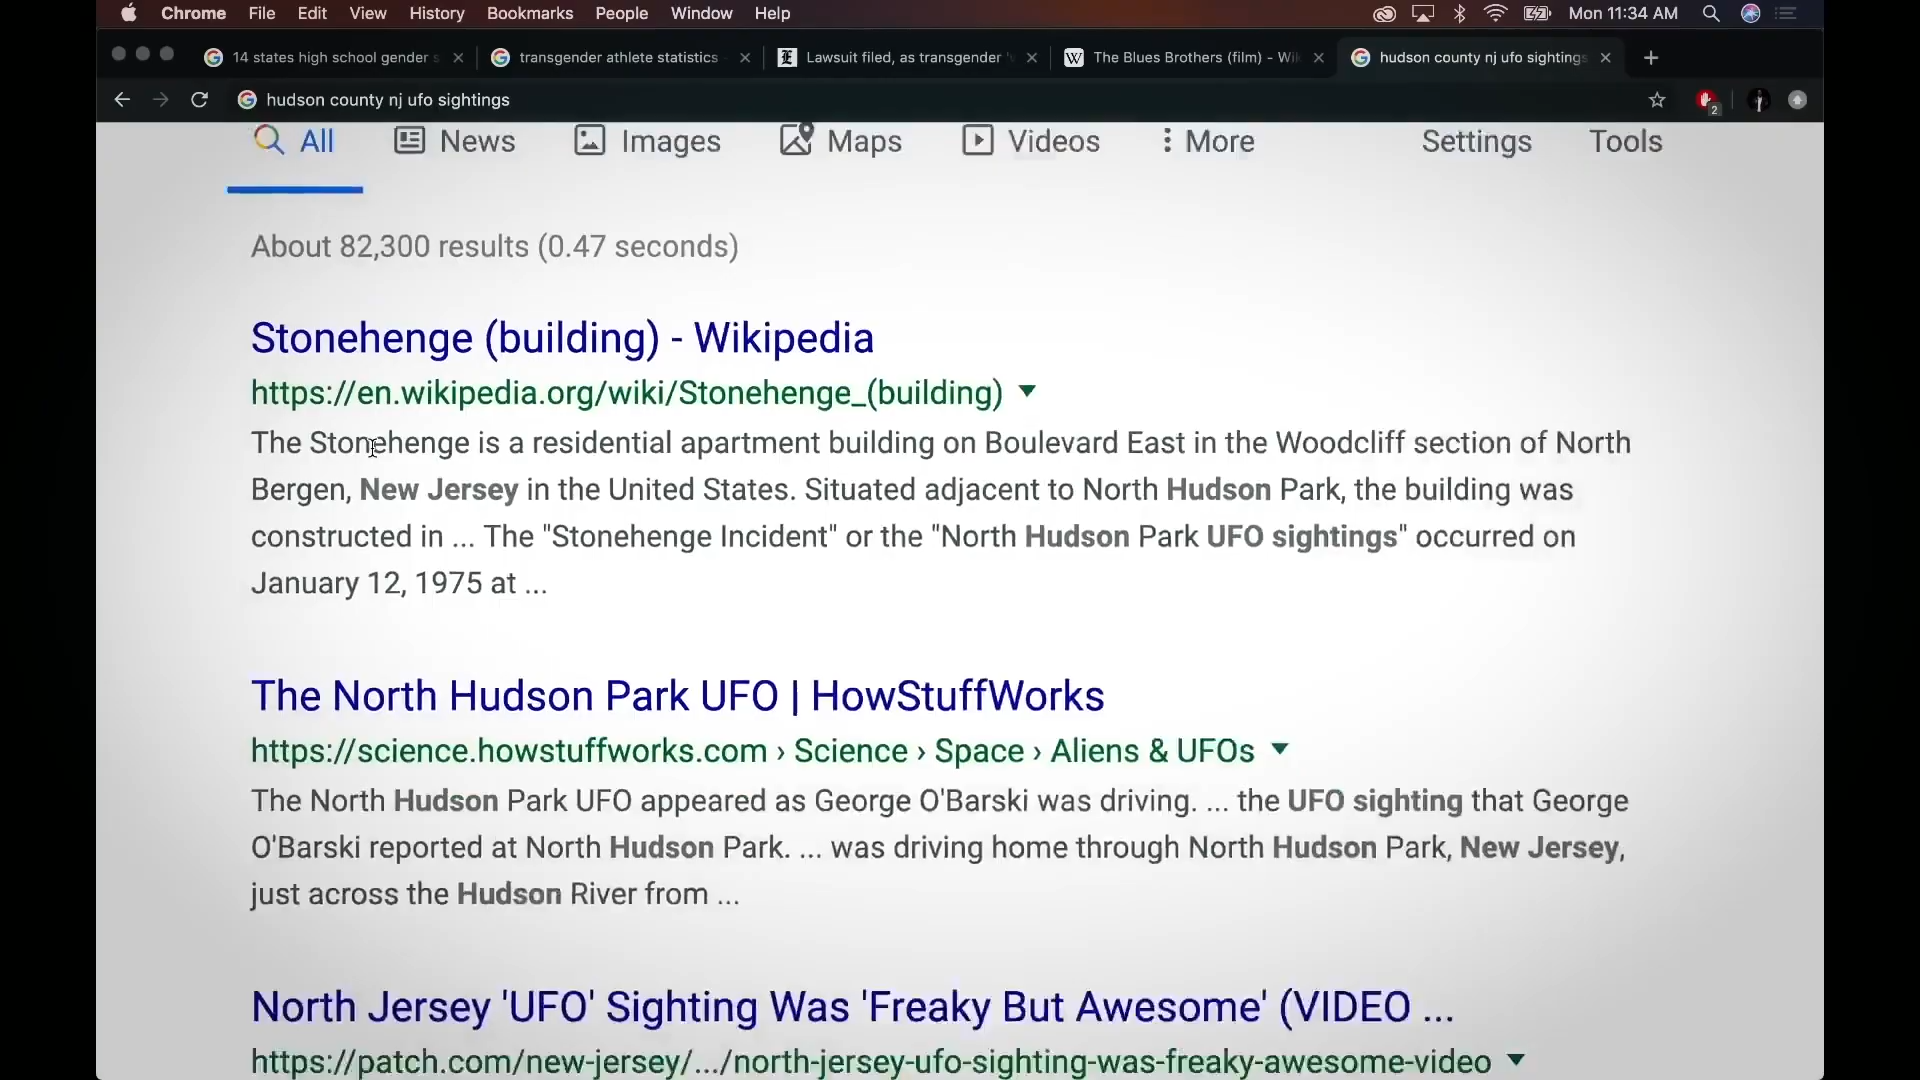 Chrome File Edit View History Bookmarks People Window Help Mon 11:34 AM
14 states high school gender transgender athlete statistics Lawsuit filed, as transgender The Blues Brothers (film) - Wik hudson county nj ufo sightings
hudson county nj ufo sightings 2
All News Images Maps Videos More Settings Tools
About 82,300 results (0.47 seconds)
Stonehenge (building) - Wikipedia
https://en.wikipedia.org/wiki/Stonehenge_(building)
The Stonehenge is a residential apartment building on Boulevard East in the Woodcliff section of North
Bergen, New Jersey in the United States. Situated adjacent to North Hudson Park, the building was
constructed in ... The "Stonehenge Incident" or the "North Hudson Park UFO sightings" occurred on
January 12, 1975 at ...
The North Hudson Park UFO | HowStuffWorks
https://science.howstuffworks.com › Science › Space › Aliens & UFOs
The North Hudson Park UFO appeared as George O'Barski was driving. ... the UFO sighting that George
O'Barski reported at North Hudson Park. ... was driving home through North Hudson Park, New Jersey,
just across the Hudson River from ...
North Jersey 'UFO' Sighting Was 'Freaky But Awesome' (VIDEO ...
https://patch.com/new-jersey/.../north-jersey-ufo-sighting-was-freaky-awesome-video